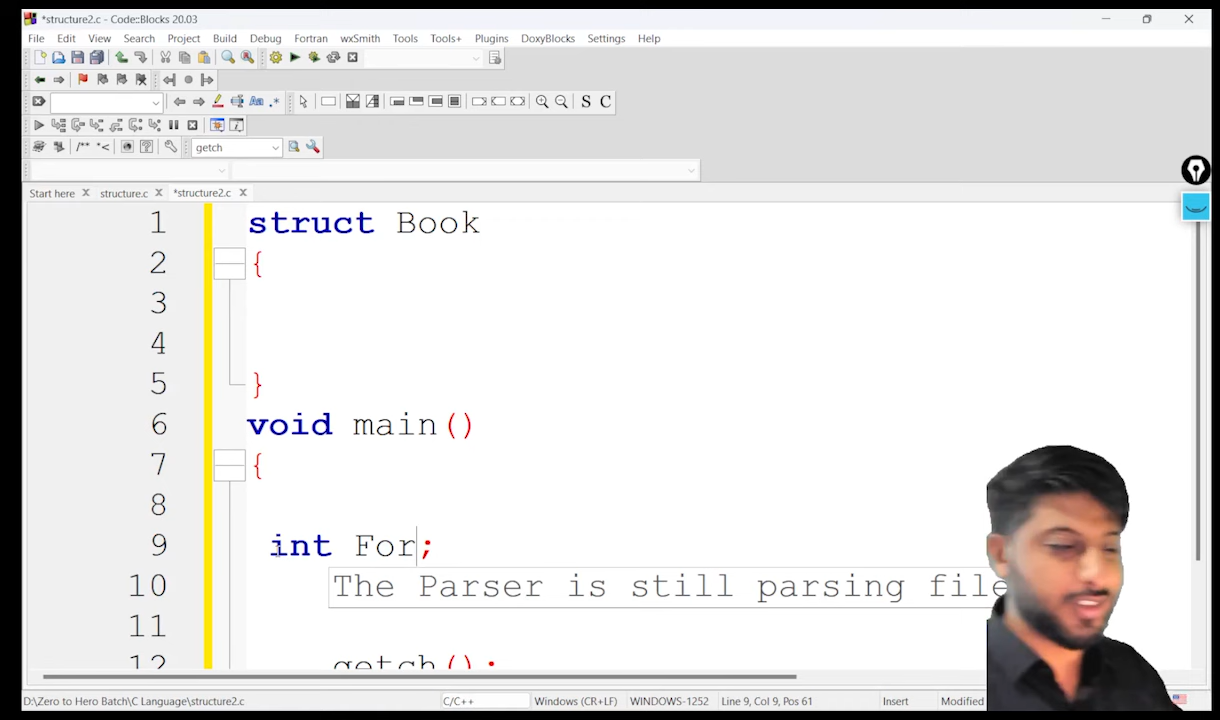 *structure2.c - Code::Blocks 20.03
File Edit View Search Project Build Debug Fortran wxSmith Tools Tools+ Plugins DoxyBlocks Settings Help
S C
/** *< getch
Start here structure.c *structure2.c
1 struct Book
2 {
3
4
5 }
6 void main()
7 {
8
9 int For;
10 The Parser is still parsing file
11
12 getch();
D:\Zero to Hero Batch\C Language\structure2.c C/C++ Windows (CR+LF) WINDOWS-1252 Line 9, Col 9, Pos 61 Insert Modified